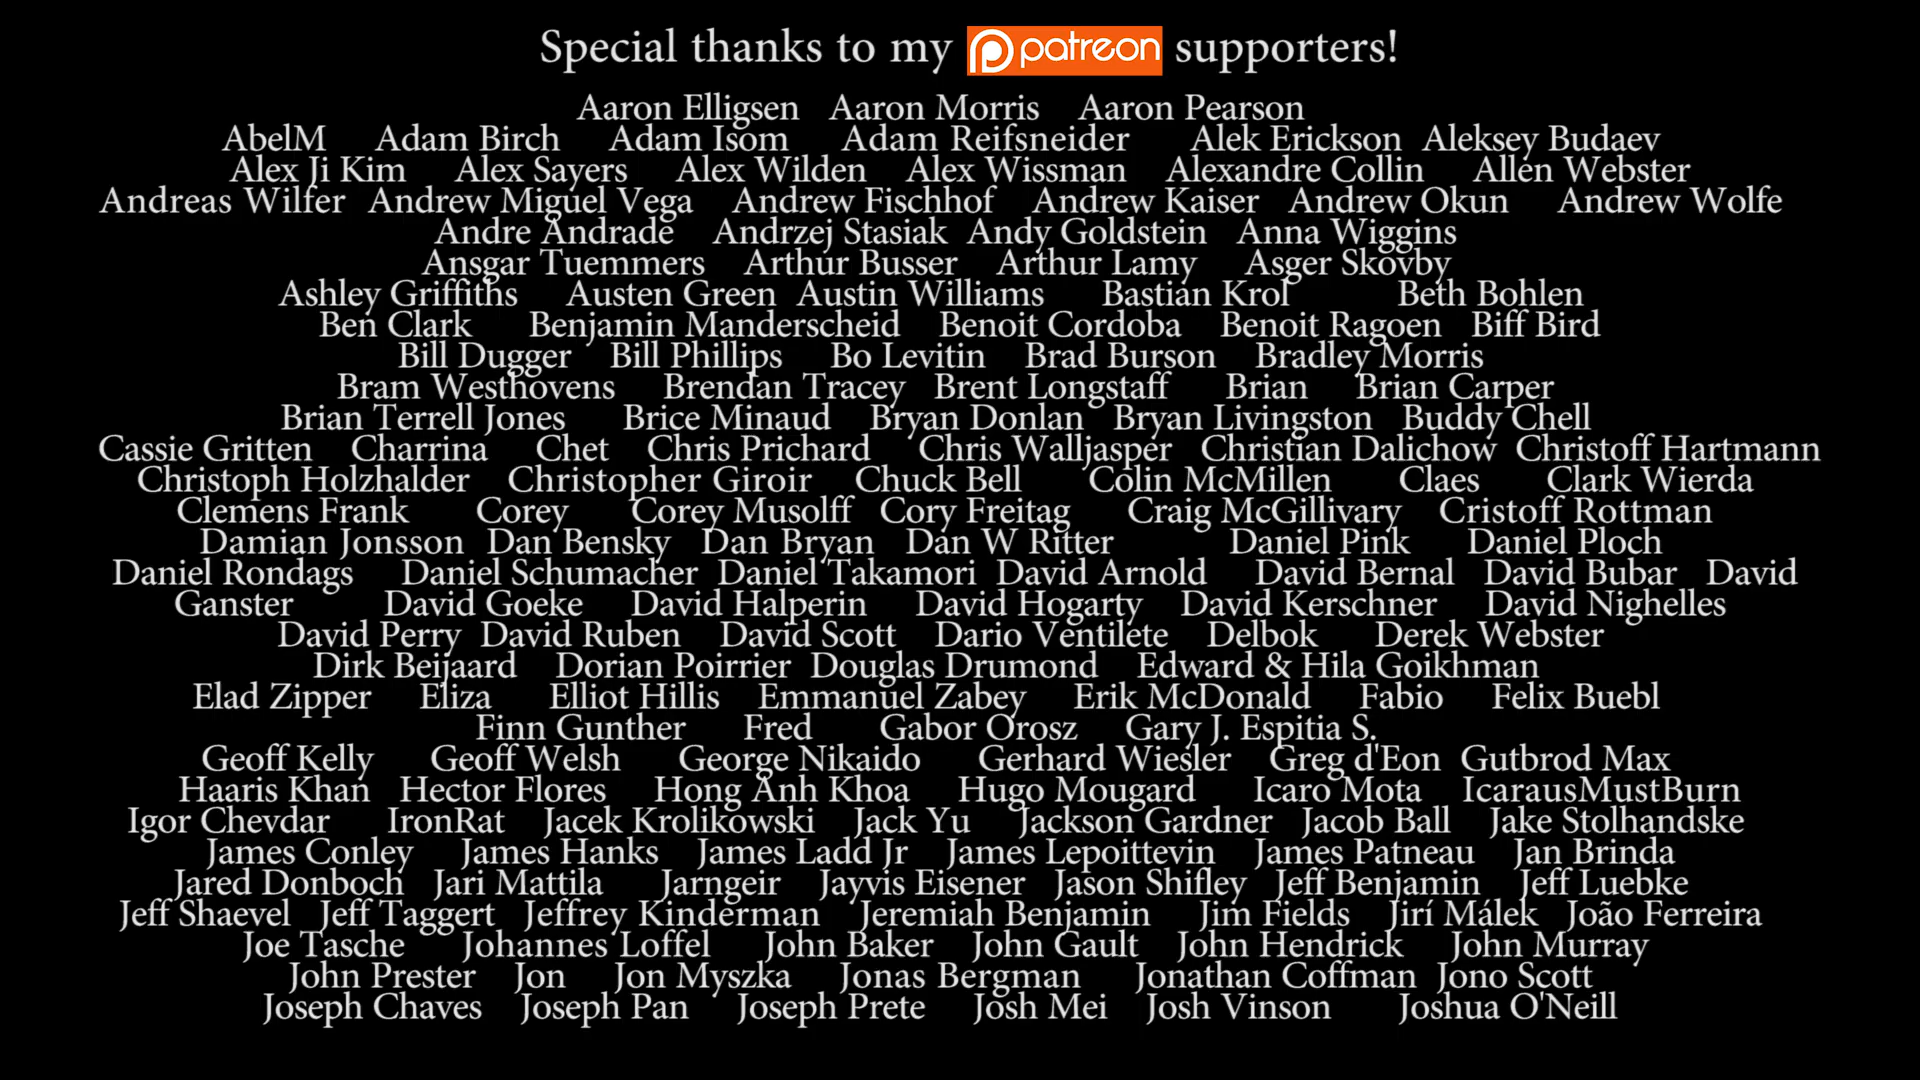 Special thanks to my patreon supporters!
Aaron Elligsen Aaron Morris Aaron Pearson
AbelM Adam Birch Adam Isom Adam Reifsneider Alek Erickson Aleksey Budaev
Alex Ji Kim Alex Sayers Alex Wilden Alex Wissman Alexandre Collin Allen Webster
Andreas Wilfer Andrew Miguel Vega Andrew Fischhof Andrew Kaiser Andrew Okun Andrew Wolfe
Andre Andrade Andrzej Stasiak Andy Goldstein Anna Wiggins
Ansgar Tuemmers Arthur Busser Arthur Lamy Asger Skovby
Ashley Griffiths Austen Green Austin Williams Bastian Krol Beth Bohlen
Ben Clark Benjamin Manderscheid Benoit Cordoba Benoit Ragoen Biff Bird
Bill Dugger Bill Phillips Bo Levitin Brad Burson Bradley Morris
Bram Westhovens Brendan Tracey Brent Longstaff Brian Brian Carper
Brian Terrell Jones Brice Minaud Bryan Donlan Bryan Livingston Buddy Chell
Cassie Gritten Charrina Chet Chris Prichard Chris Walljasper Christian Dalichow Christoff Hartmann
Christoph Holzhalder Christopher Giroir Chuck Bell Colin McMillen Claes Clark Wierda
Clemens Frank Corey Corey Musolff Cory Freitag Craig McGillivary Cristoff Rottman
Damian Jonsson Dan Bensky Dan Bryan Dan W Ritter Daniel Pink Daniel Ploch
Daniel Rondags Daniel Schumacher Daniel Takamori David Arnold David Bernal David Bubar David
Ganster David Goeke David Halperin David Hogarty David Kerschner David Nighelles
David Perry David Ruben David Scott Dario Ventilete Delbok Derek Webster
Dirk Beijaard Dorian Poirrier Douglas Drumond Edward & Hila Goikhman
Elad Zipper Eliza Elliot Hillis Emmanuel Zabey Erik McDonald Fabio Felix Buebl
Finn Gunther Fred Gabor Orosz Gary J. Espitia S.
Geoff Kelly Geoff Welsh George Nikaido Gerhard Wiesler Greg d'Eon Gutbrod Max
Haaris Khan Hector Flores Hong Anh Khoa Hugo Mougard Icaro Mota IcarausMustBurn
Igor Chevdar IronRat Jacek Krolikowski Jack Yu Jackson Gardner Jacob Ball Jake Stolhandske
James Conley James Hanks James Ladd Jr James Lepoittevin James Patneau Jan Brinda
Jared Donboch Jari Mattila Jarngeir Jayvis Eisener Jason Shifley Jeff Benjamin Jeff Luebke
Jeff Shaevel Jeff Taggert Jeffrey Kinderman Jeremiah Benjamin Jim Fields Jirí Málek João Ferreira
Joe Tasche Johannes Loffel John Baker John Gault John Hendrick John Murray
John Prester Jon Jon Myszka Jonas Bergman Jonathan Coffman Jono Scott
Joseph Chaves Joseph Pan Joseph Prete Josh Mei Josh Vinson Joshua O'Neill